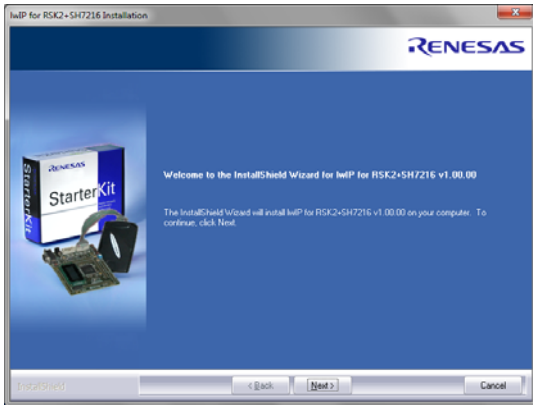 lwIP for RSK2+SH7216 Installation
RENESAS
RENESAS
StarterKit
StarterKit
Welcome to the InstallShield Wizard for lwIP for RSK2+SH7216 v1.00.00
The InstallShield Wizard will install lwIP for RSK2+SH7216 v1.00.00 on your computer. To
continue, click Next.
InstallShield
< Back
Next >
Cancel